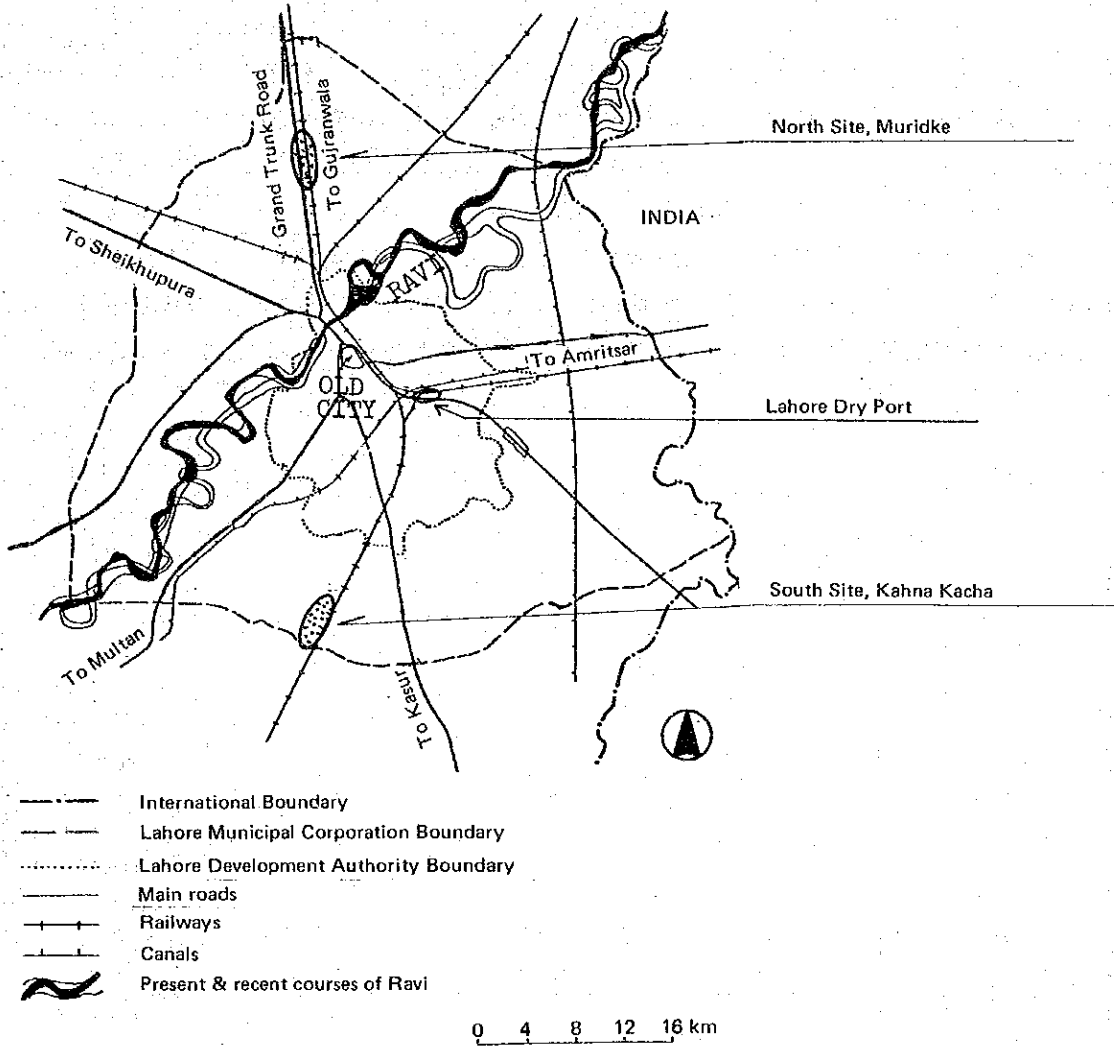 North Site, Muridke
Grand Trunk Road
To Gujranwala
INDIA
To Sheikhupura
RAVI
To Amritsar
OLD
CITY
Lahore Dry Port
South Site, Kahna Kacha
To Multan
To Kasur
International Boundary
Lahore Municipal Corporation Boundary
Lahore Development Authority Boundary
Main roads
Railways
Canals
Present & recent courses of Ravi
0 4 8 12 16 km